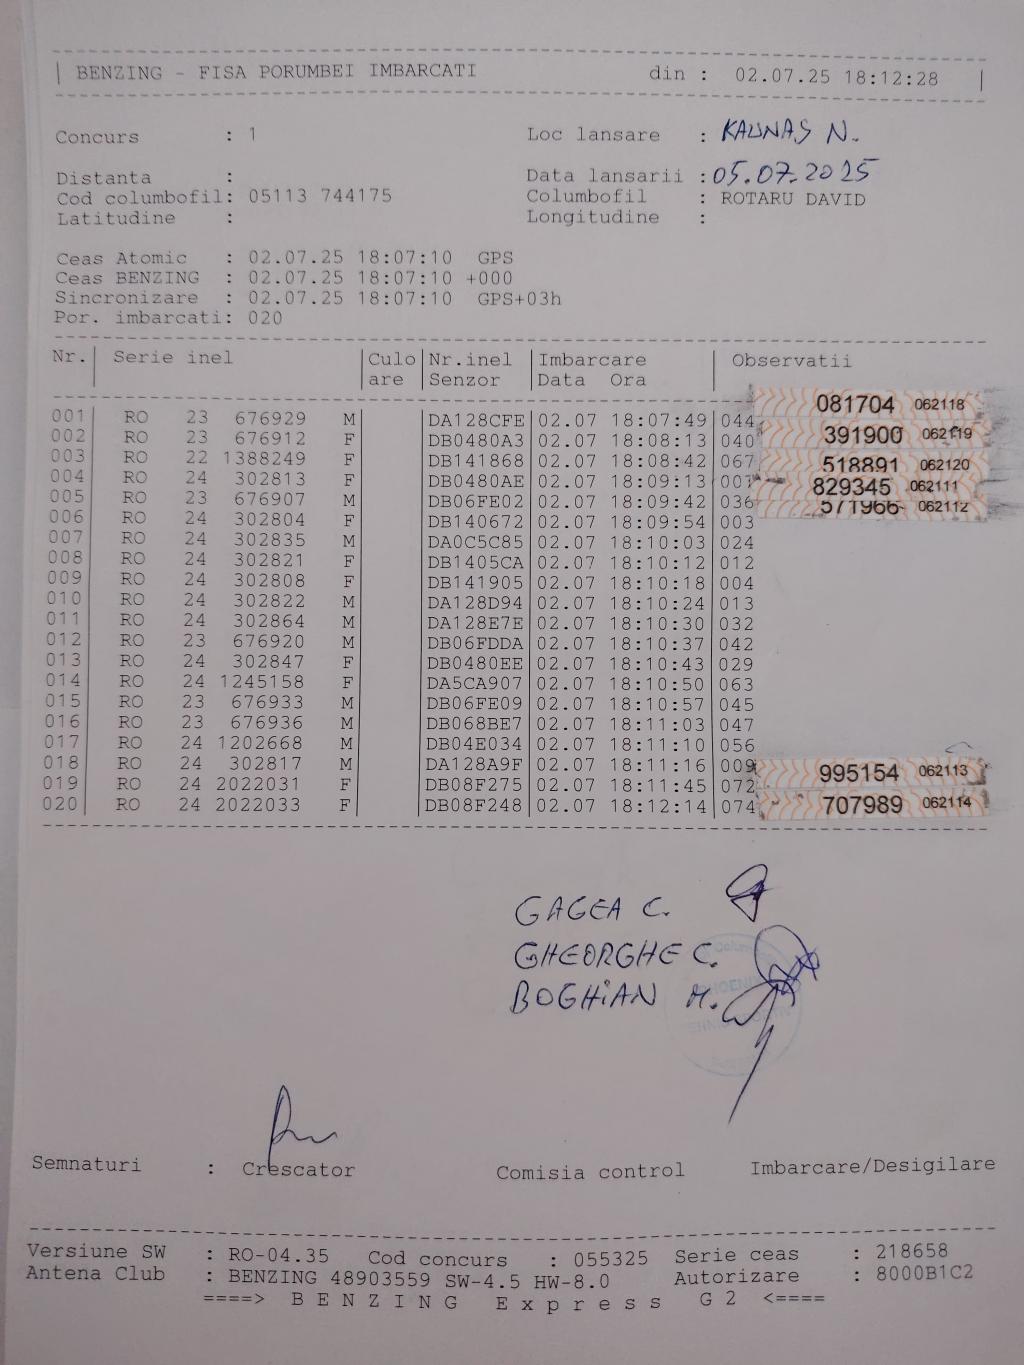 BENZING - FISA PORUMBEI IMBARCATI din : 02.07.25 18:12:28
Concurs : 1 Loc lansare : KAUNAS N.
Distanta : Data lansarii : 05.07.2025
Cod columbofil: 05113 744175 Columbofil : ROTARU DAVID
Latitudine : Longitudine :
Ceas Atomic : 02.07.25 18:07:10 GPS
Ceas BENZING : 02.07.25 18:07:10 +000
Sincronizare : 02.07.25 18:07:10 GPS+03h
Por. imbarcati: 020
Nr. Serie inel Culo Nr.inel Imbarcare Observatii
are Senzor Data Ora
001 RO 23 676929 M DA128CFE 02.07 18:07:49 044 081704 062118
002 RO 23 676912 F DB0480A3 02.07 18:08:13 040 391900 062119
003 RO 22 1388249 F DB141868 02.07 18:08:42 067 518891 062120
004 RO 24 302813 F DB0480AE 02.07 18:09:13 007 829345 062111
005 RO 23 676907 M DB06FE02 02.07 18:09:42 036 571966 062112
006 RO 24 302804 F DB140672 02.07 18:09:54 003
007 RO 24 302835 M DA0C5C85 02.07 18:10:03 024
008 RO 24 302821 F DB1405CA 02.07 18:10:12 012
009 RO 24 302808 F DB141905 02.07 18:10:18 004
010 RO 24 302822 M DA128D94 02.07 18:10:24 013
011 RO 24 302864 M DA128E7E 02.07 18:10:30 032
012 RO 23 676920 M DB06FDDA 02.07 18:10:37 042
013 RO 24 302847 F DB0480EE 02.07 18:10:43 029
014 RO 24 1245158 F DA5CA907 02.07 18:10:50 063
015 RO 23 676933 M DB06FE09 02.07 18:10:57 045
016 RO 23 676936 M DB068BE7 02.07 18:11:03 047
017 RO 24 1202668 M DB04E034 02.07 18:11:10 056
018 RO 24 302817 M DA128A9F 02.07 18:11:16 009 995154 062113
019 RO 24 2022031 F DB08F275 02.07 18:11:45 072
020 RO 24 2022033 F DB08F248 02.07 18:12:14 074 707989 062114
GAGEA C.
GHEORGHE C.
BOGHIAN M.
Semnaturi : Crescator Comisia control Imbarcare/Desigilare
Versiune SW : RO-04.35 Cod concurs : 055325 Serie ceas : 218658
Antena Club : BENZING 48903559 SW-4.5 HW-8.0 Autorizare : 8000B1C2
====> B E N Z I N G E x p r e s s G 2 <====